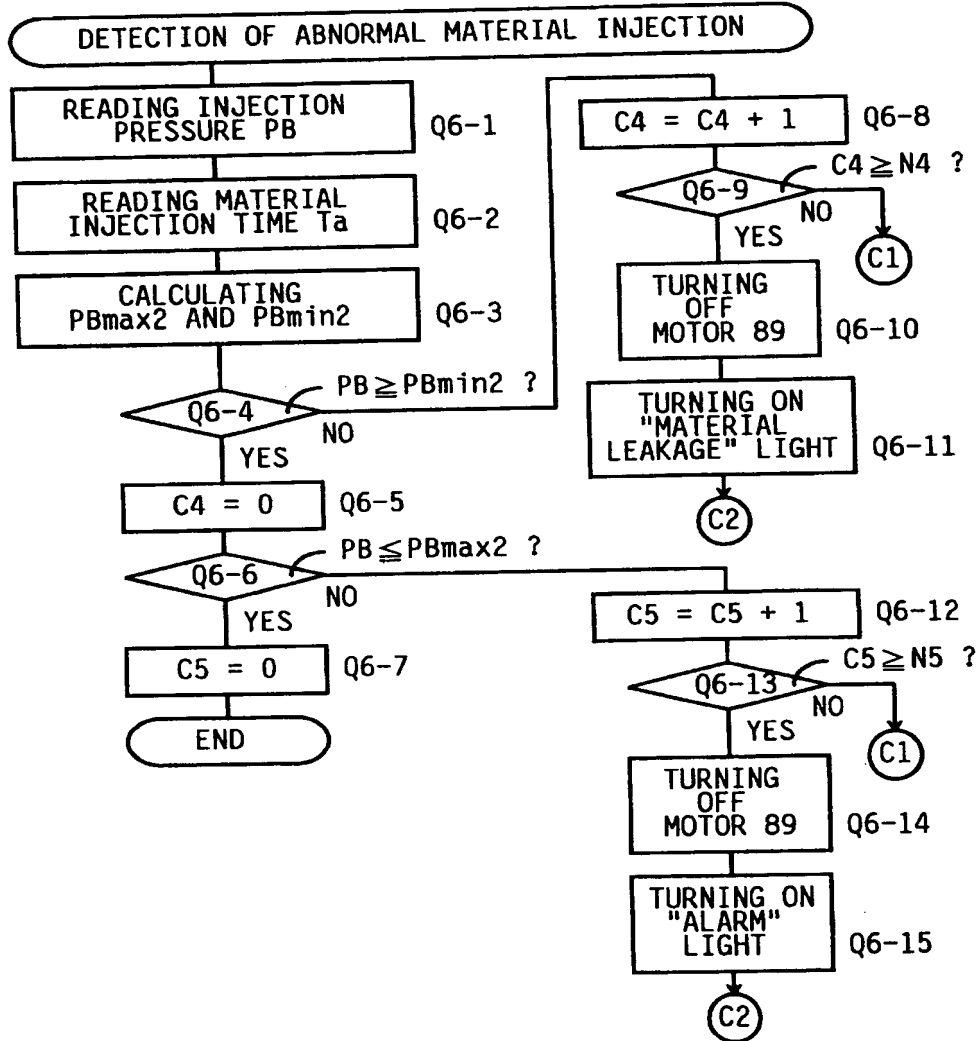 DETECTION OF ABNORMAL MATERIAL INJECTION
READING INJECTION
PRESSURE PB
Q6-1
READING MATERIAL
INJECTION TIME Ta
Q6-2
CALCULATING
PBmax2 AND PBmin2
Q6-3
PB≧PBmin2 ?
Q6-4
NO
YES
C4 = 0
Q6-5
PB≦PBmax2 ?
Q6-6
NO
YES
C5 = 0
Q6-7
END
C4 = C4 + 1
Q6-8
C4≧N4 ?
Q6-9
NO
YES
C1
TURNING
OFF
MOTOR 89
Q6-10
TURNING ON
"MATERIAL
LEAKAGE" LIGHT
Q6-11
C2
C5 = C5 + 1
Q6-12
C5≧N5 ?
Q6-13
NO
YES
C1
TURNING
OFF
MOTOR 89
Q6-14
TURNING ON
"ALARM"
LIGHT
Q6-15
C2